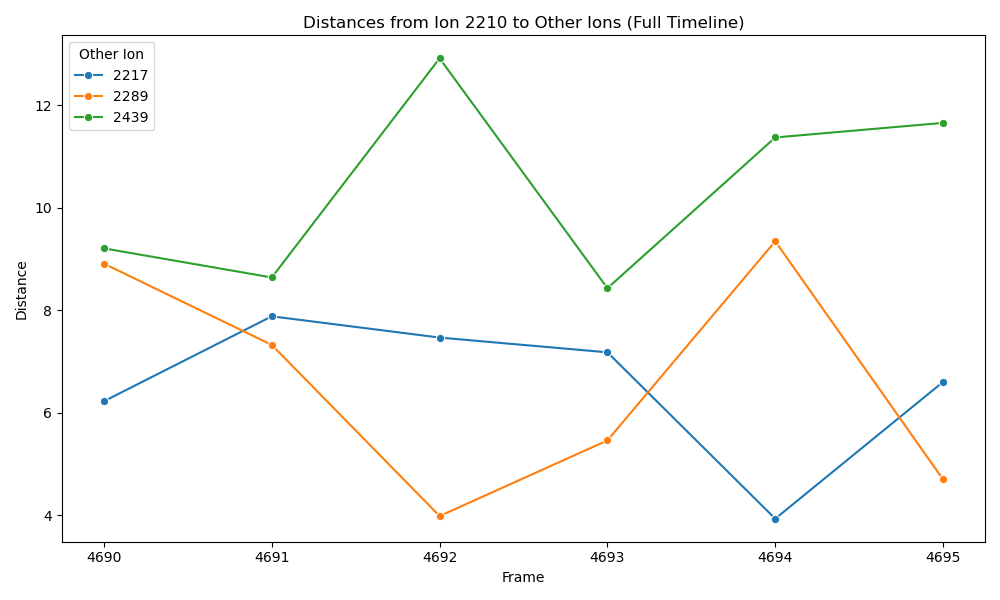 Distances from Ion 2210 to Other Ions (Full Timeline)
Other Ion
2217
2289
2439
Distance
12
10
8
6
4
4690 4691 4692 4693 4694 4695
Frame